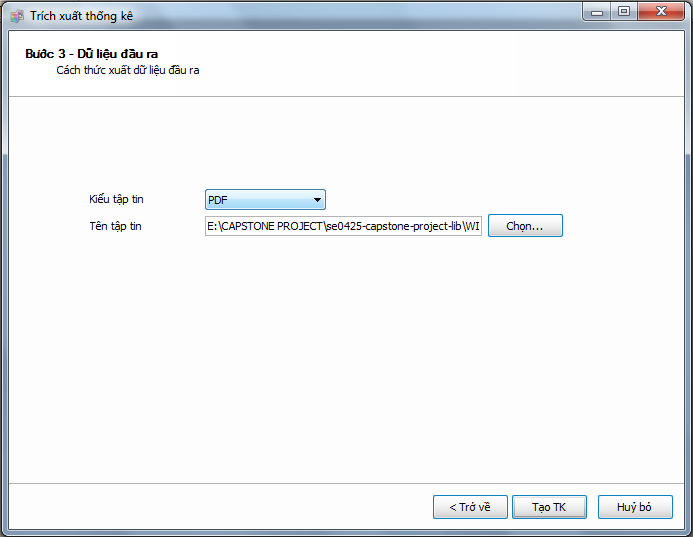 Trích xuất thống kê
Bước 3 - Dữ liệu đầu ra
Cách thức xuất dữ liệu đầu ra
Kiểu tập tin
PDF
Tên tập tin
E:\CAPSTONE PROJECT\se0425-capstone-project-lib\WI
Chọn...
< Trở về
Tạo TK
Huỷ bỏ